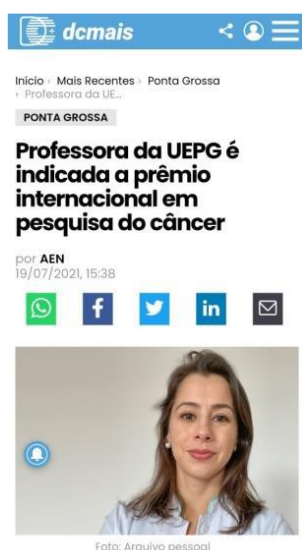 dcmais
Início › Mais Recentes › Ponta Grossa
› Professora da UE...
PONTA GROSSA
Professora da UEPG é
indicada a prêmio
internacional em
pesquisa do câncer
por AEN
19/07/2021, 15:38
Foto: Arquivo pessoal